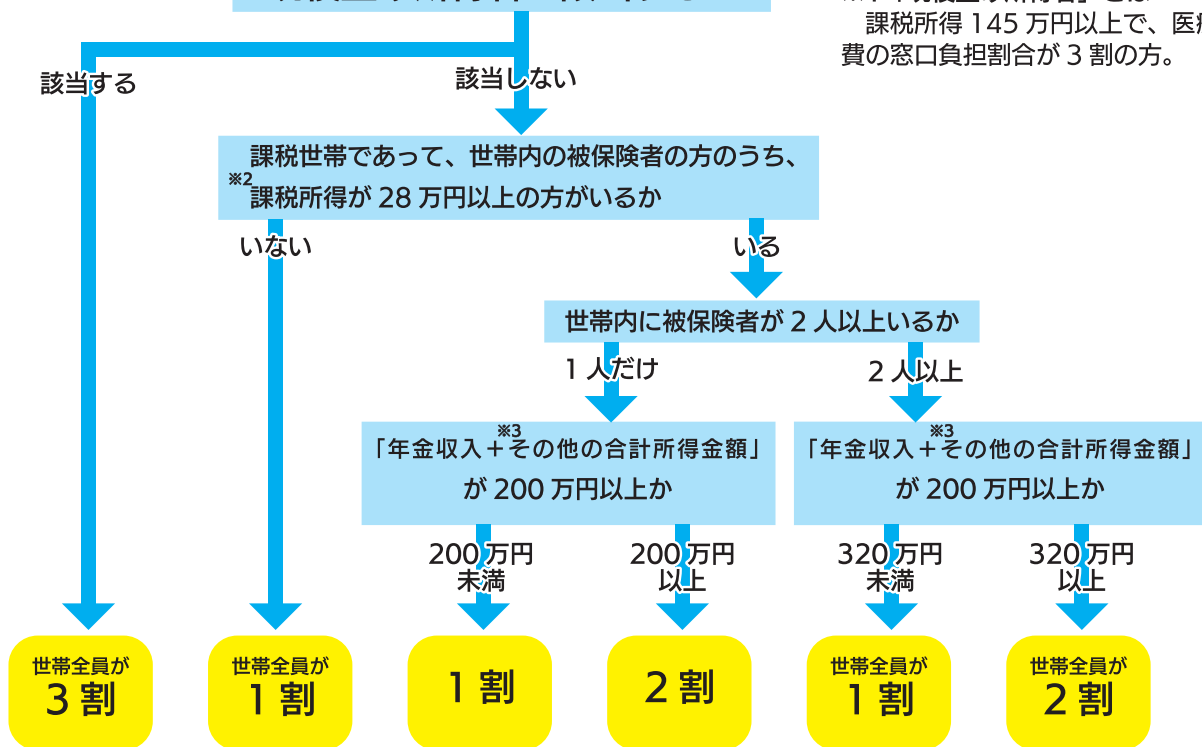 課税所得 145 万円以上で、医療
費の窓口負担割合が 3 割の方。
該当する
該当しない
課税世帯であって、世帯内の被保険者の方のうち、
※2課税所得が 28 万円以上の方がいるか
いない
いる
世帯内に被保険者が 2 人以上いるか
1 人だけ
2 人以上
「年金収入＋※3その他の合計所得金額」
が 200 万円以上か
「年金収入＋※3その他の合計所得金額」
が 200 万円以上か
200 万円
未満
200 万円
以上
320 万円
未満
320 万円
以上
世帯全員が
3 割
世帯全員が
1 割
1 割
2 割
世帯全員が
1 割
世帯全員が
2 割